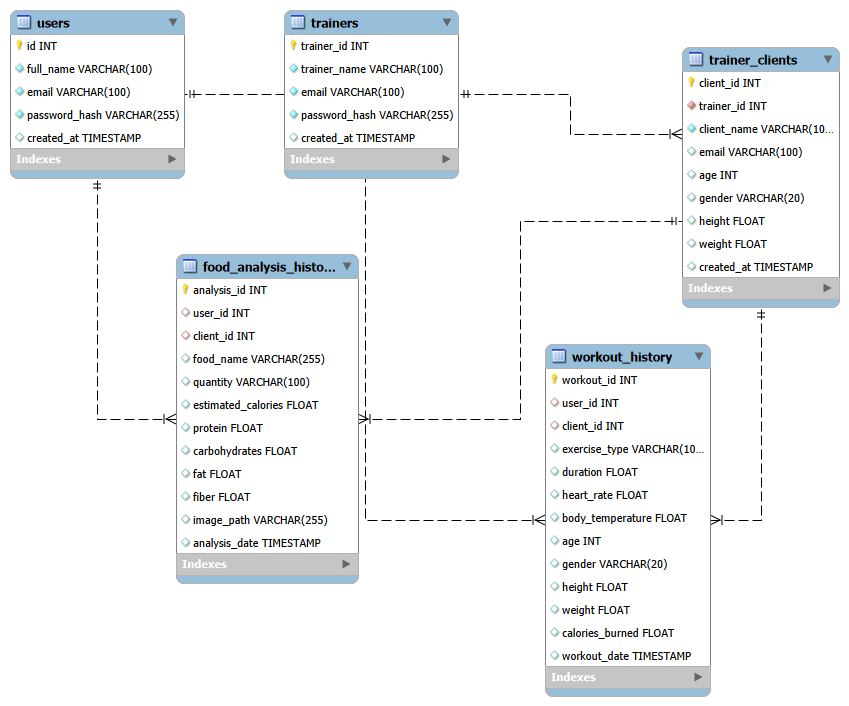 users
id INT
full_name VARCHAR(100)
email VARCHAR(100)
password_hash VARCHAR(255)
created_at TIMESTAMP
Indexes
trainers
trainer_id INT
trainer_name VARCHAR(100)
email VARCHAR(100)
password_hash VARCHAR(255)
created_at TIMESTAMP
Indexes
trainer_clients
client_id INT
trainer_id INT
client_name VARCHAR(10...
email VARCHAR(100)
age INT
gender VARCHAR(20)
height FLOAT
weight FLOAT
created_at TIMESTAMP
Indexes
food_analysis_histo...
analysis_id INT
user_id INT
client_id INT
food_name VARCHAR(255)
quantity VARCHAR(100)
estimated_calories FLOAT
protein FLOAT
carbohydrates FLOAT
fat FLOAT
fiber FLOAT
image_path VARCHAR(255)
analysis_date TIMESTAMP
Indexes
workout_history
workout_id INT
user_id INT
client_id INT
exercise_type VARCHAR(10...
duration FLOAT
heart_rate FLOAT
body_temperature FLOAT
age INT
gender VARCHAR(20)
height FLOAT
weight FLOAT
calories_burned FLOAT
workout_date TIMESTAMP
Indexes